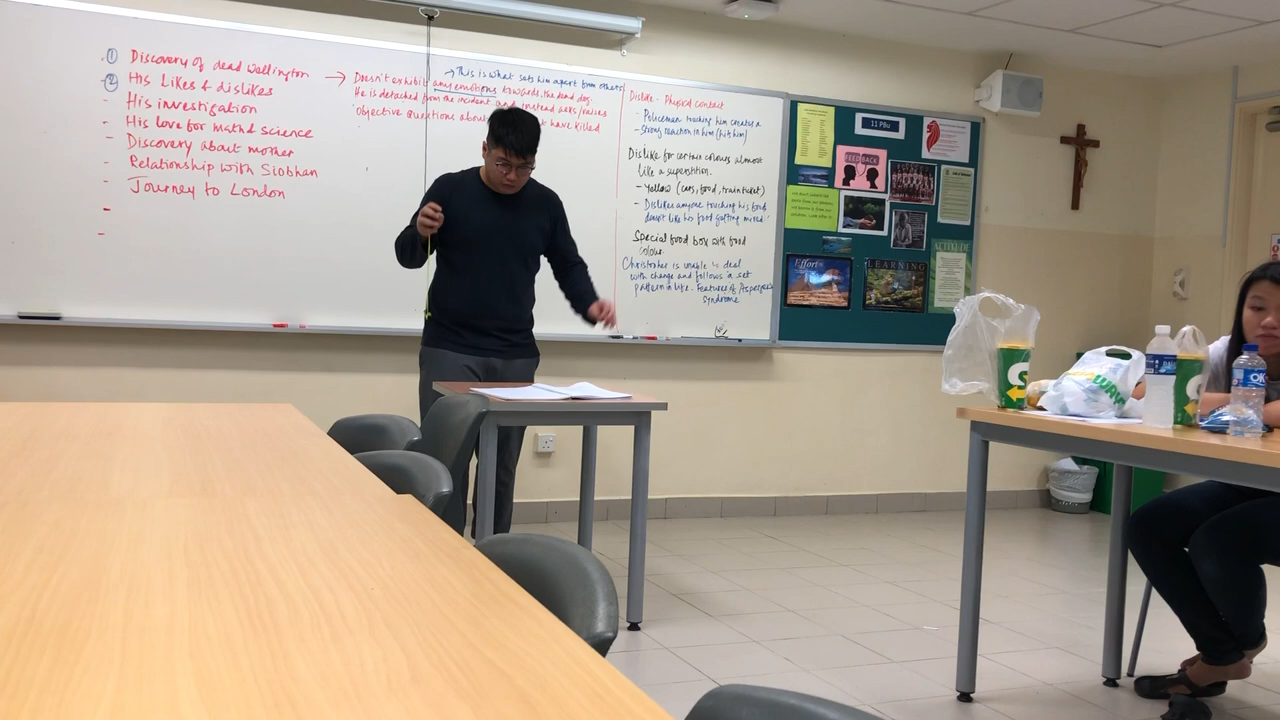 ① Discovery of dead Wellington
② His Likes & dislikes
- His investigation
- His love for math & science
- Discovery about mother
- Relationship with Siobhan
- Journey to London
→ This is what sets him apart from others
→ Doesn't exhibit any emotions towards the dead dog.
He is detached from the incident and instead asks/raises
objective questions about have killed
Dislike - Physical contact
- Policeman touching him creates a
- strong reaction in him (hit him)
Dislike for certain colours almost
like a superstition.
- Yellow (cars, food, train ticket)
- Dislikes anyone touching his food
doesn't like his food getting mixed
Special food box with food
colour
Christopher is unable to deal
with change and follows a set
pattern in life. Features of Asperger's
Syndrome
11 PBu
FEEDBACK
Effort
LEARNING
ATTITUDE